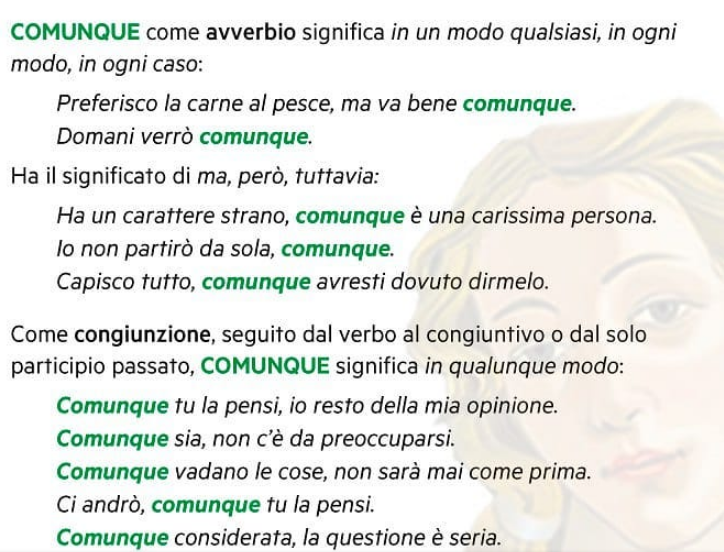 COMUNQUE come avverbio significa in un modo qualsiasi, in ogni
modo, in ogni caso:
Preferisco la carne al pesce, ma va bene comunque.
Domani verrò comunque.
Ha il significato di ma, però, tuttavia:
Ha un carattere strano, comunque è una carissima persona.
Io non partirò da sola, comunque.
Capisco tutto, comunque avresti dovuto dirmelo.
Come congiunzione, seguito dal verbo al congiuntivo o dal solo
participio passato, COMUNQUE significa in qualunque modo:
Comunque tu la pensi, io resto della mia opinione.
Comunque sia, non c'è da preoccuparsi.
Comunque vadano le cose, non sarà mai come prima.
Ci andrò, comunque tu la pensi.
Comunque considerata, la questione è seria.